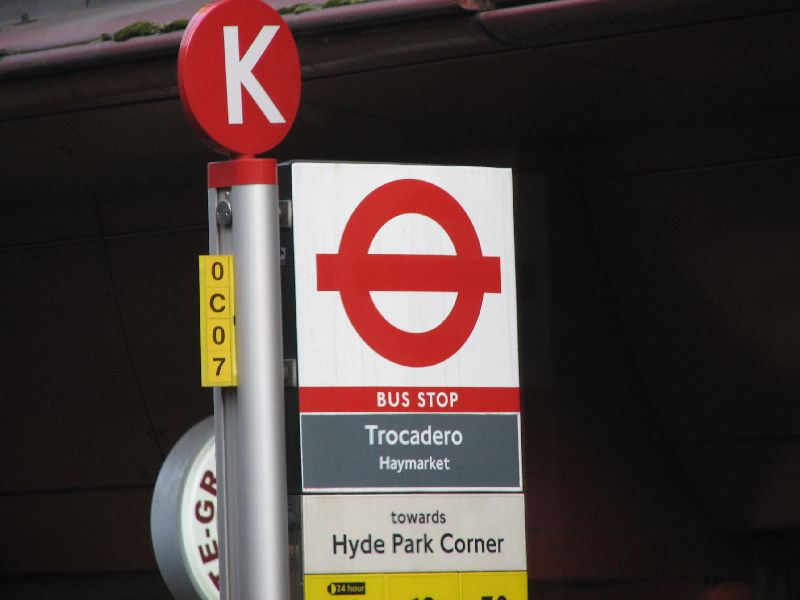 K
0
C
0
7
BUS STOP
Trocadero
Haymarket
towards
Hyde Park Corner
24 hour